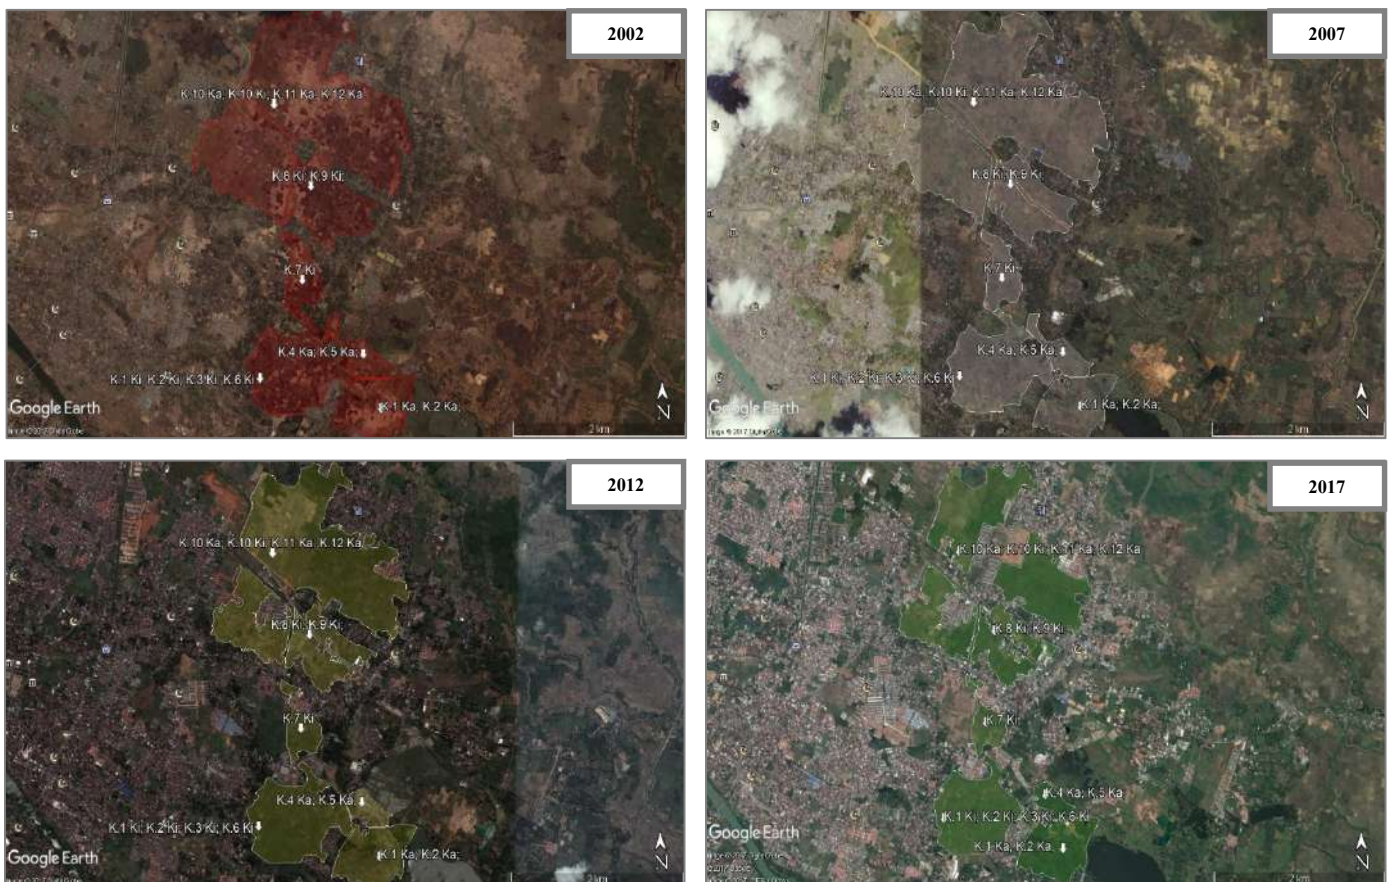 2002
K.10 Ka; K.10 Ki; K.11 Ka; K.12 Ka
K.8 Ki; K.9 Ki;
K.7 Ki
K.4 Ka; K.5 Ka;
K.1 Ki; K.2 Ki; K.3 Ki; K.6 Ki
K.1 Ka; K.2 Ka;
Google Earth
N
2 km
2007
K.10 Ka; K.10 Ki; K.11 Ka; K.12 Ka
K.8 Ki; K.9 Ki;
K.7 Ki
K.4 Ka; K.5 Ka;
K.1 Ki; K.2 Ki; K.3 Ki; K.6 Ki
K.1 Ka; K.2 Ka;
Google Earth
N
2 km
2012
K.10 Ka; K.10 Ki; K.11 Ka; K.12 Ka
K.8 Ki; K.9 Ki;
K.7 Ki
K.4 Ka; K.5 Ka;
K.1 Ki; K.2 Ki; K.3 Ki; K.6 Ki
K.1 Ka; K.2 Ka;
Google Earth
N
2 km
2017
K.10 Ka; K.10 Ki; K.11 Ka; K.12 Ka
K.8 Ki; K.9 Ki;
K.7 Ki
K.4 Ka; K.5 Ka;
K.1 Ki; K.2 Ki; K.3 Ki; K.6 Ki
K.1 Ka; K.2 Ka;
Google Earth
N
2 km